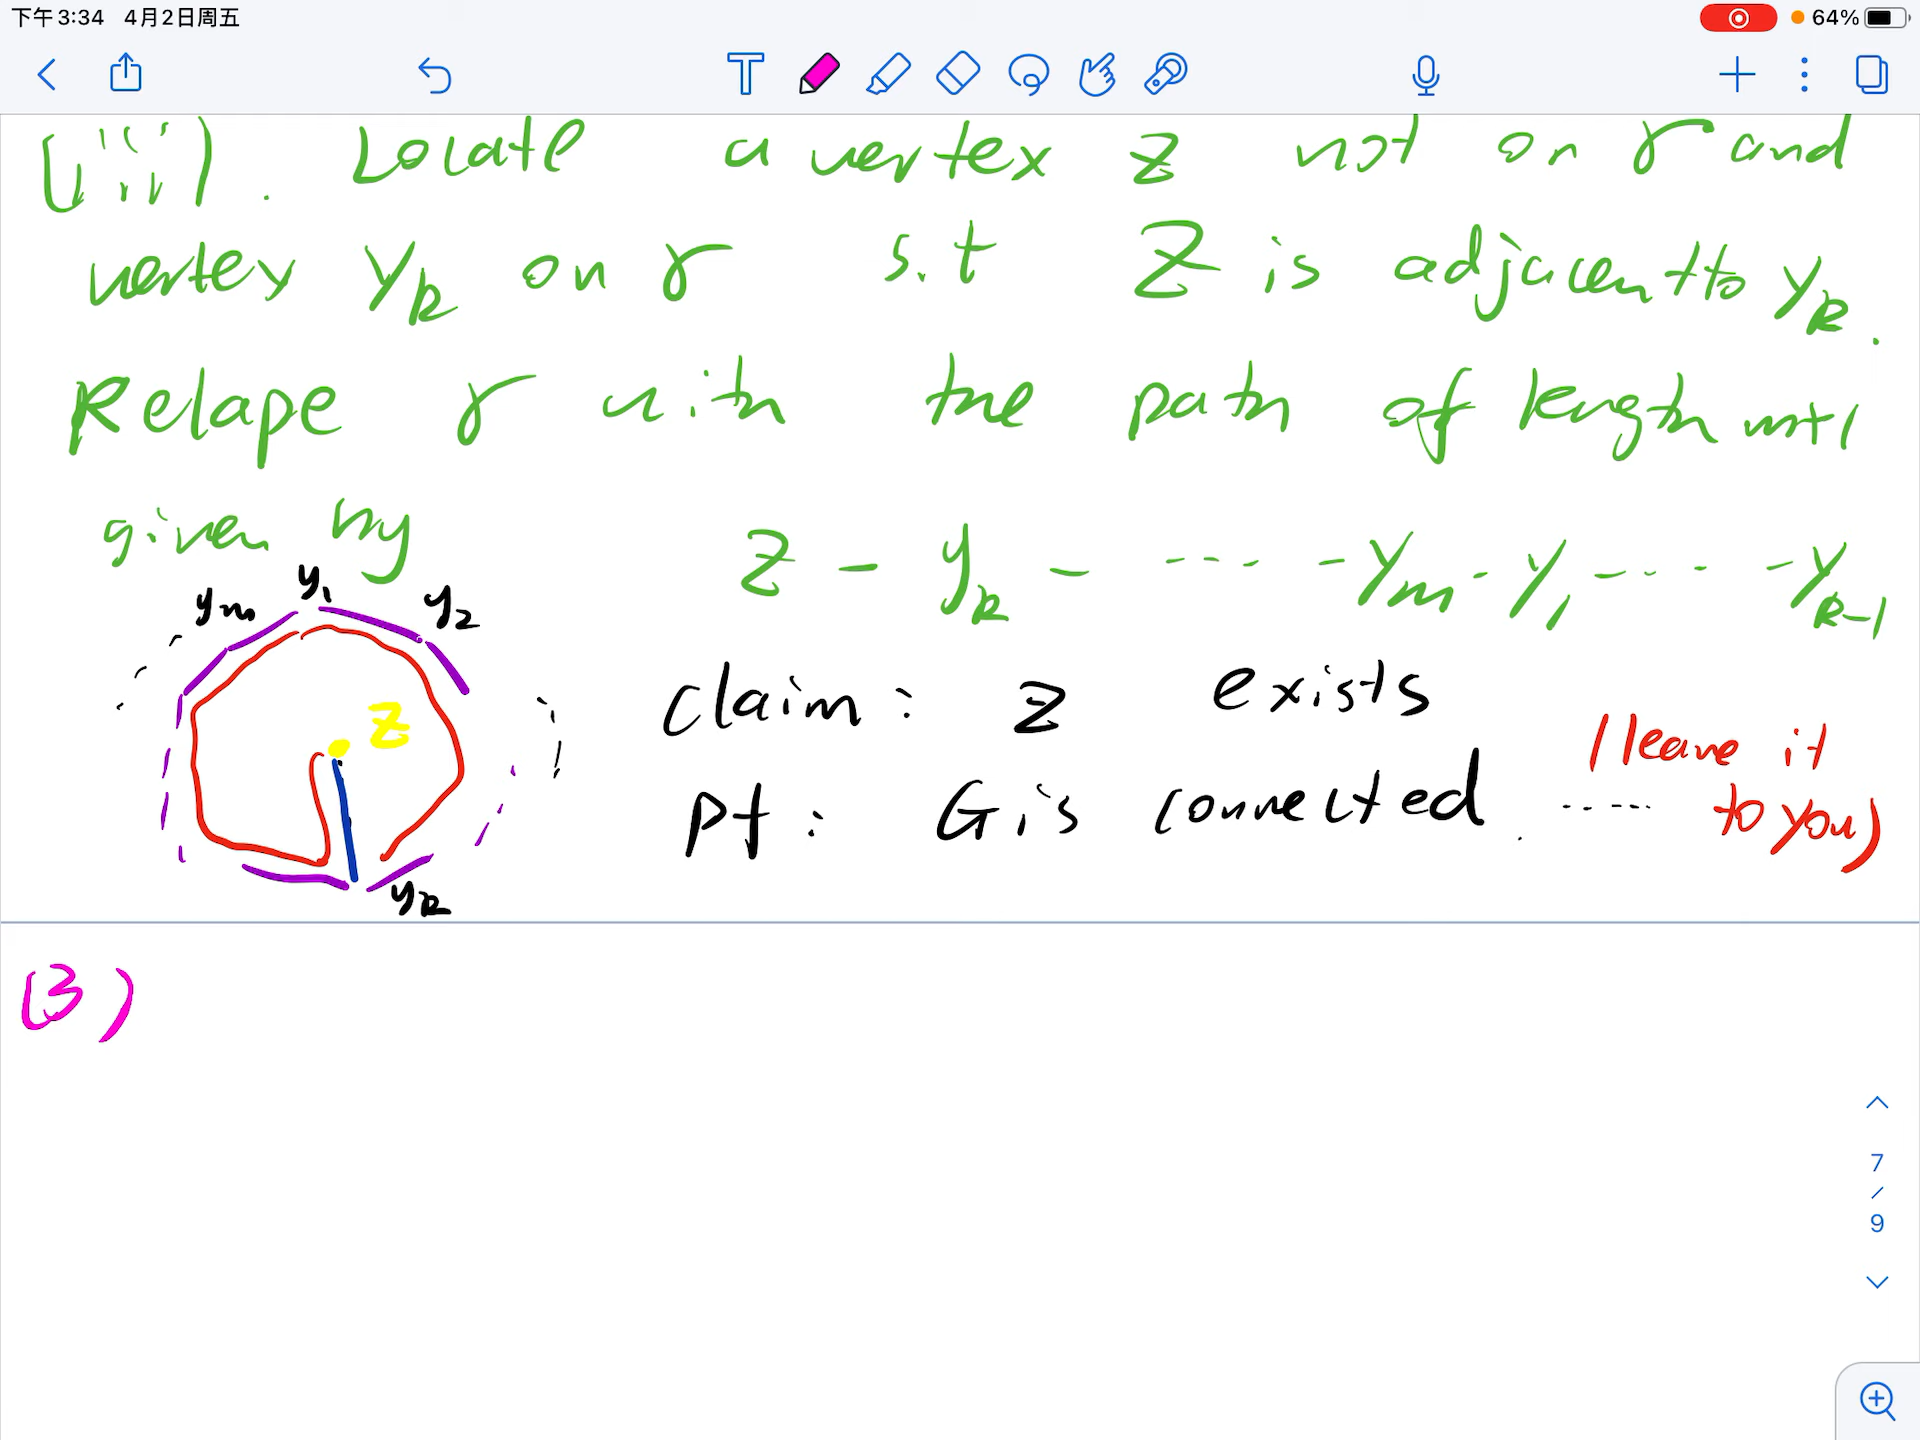 下午3:34 4月2日周五
64%
T
(iii). Locate a vertex z not on γ and
vertex yk on γ s.t z is adjacent to yk.
Relape γ with the path of length m+1
given by z - yk - ---- - ym - y1 - --- - yk-1
ym y1 y2
z
yk
claim: z exists
pf: G is connected. -----
(leave it
to you)
(3)
7
/
9